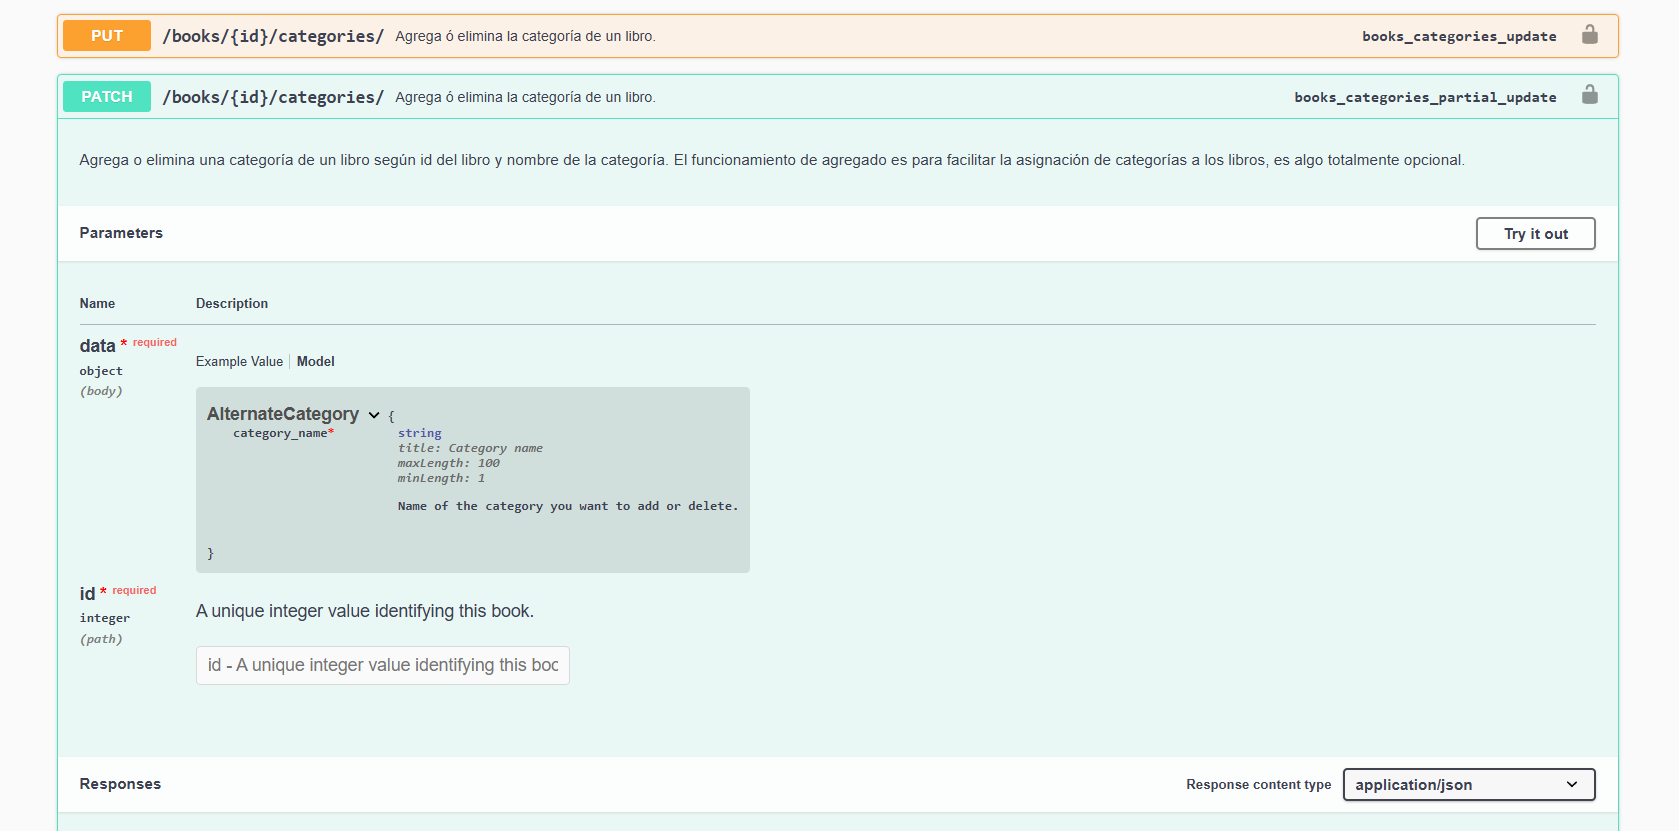 PUT /books/{id}/categories/ Agrega ó elimina la categoría de un libro. books_categories_update
PATCH /books/{id}/categories/ Agrega ó elimina la categoría de un libro. books_categories_partial_update
Agrega o elimina una categoría de un libro según id del libro y nombre de la categoría. El funcionamiento de agregado es para facilitar la asignación de categorías a los libros, es algo totalmente opcional.
Parameters Try it out
Name Description
data * required
object
(body)
Example Value Model
AlternateCategory {
category_name* string
title: Category name
maxLength: 100
minLength: 1
Name of the category you want to add or delete.
}
id * required
integer
(path)
A unique integer value identifying this book.
id - A unique integer value identifying this boo
Responses Response content type application/json